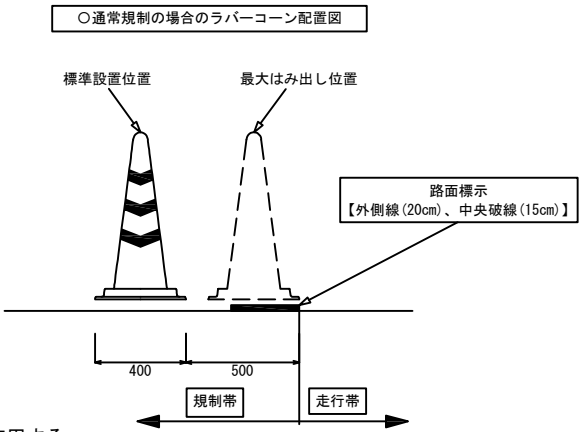 〇通常規制の場合のラバーコーン配置図
標準設置位置
最大はみ出し位置
路面標示
【外側線(20cm)、中央破線(15cm)】
400
500
規制帯
走行帯